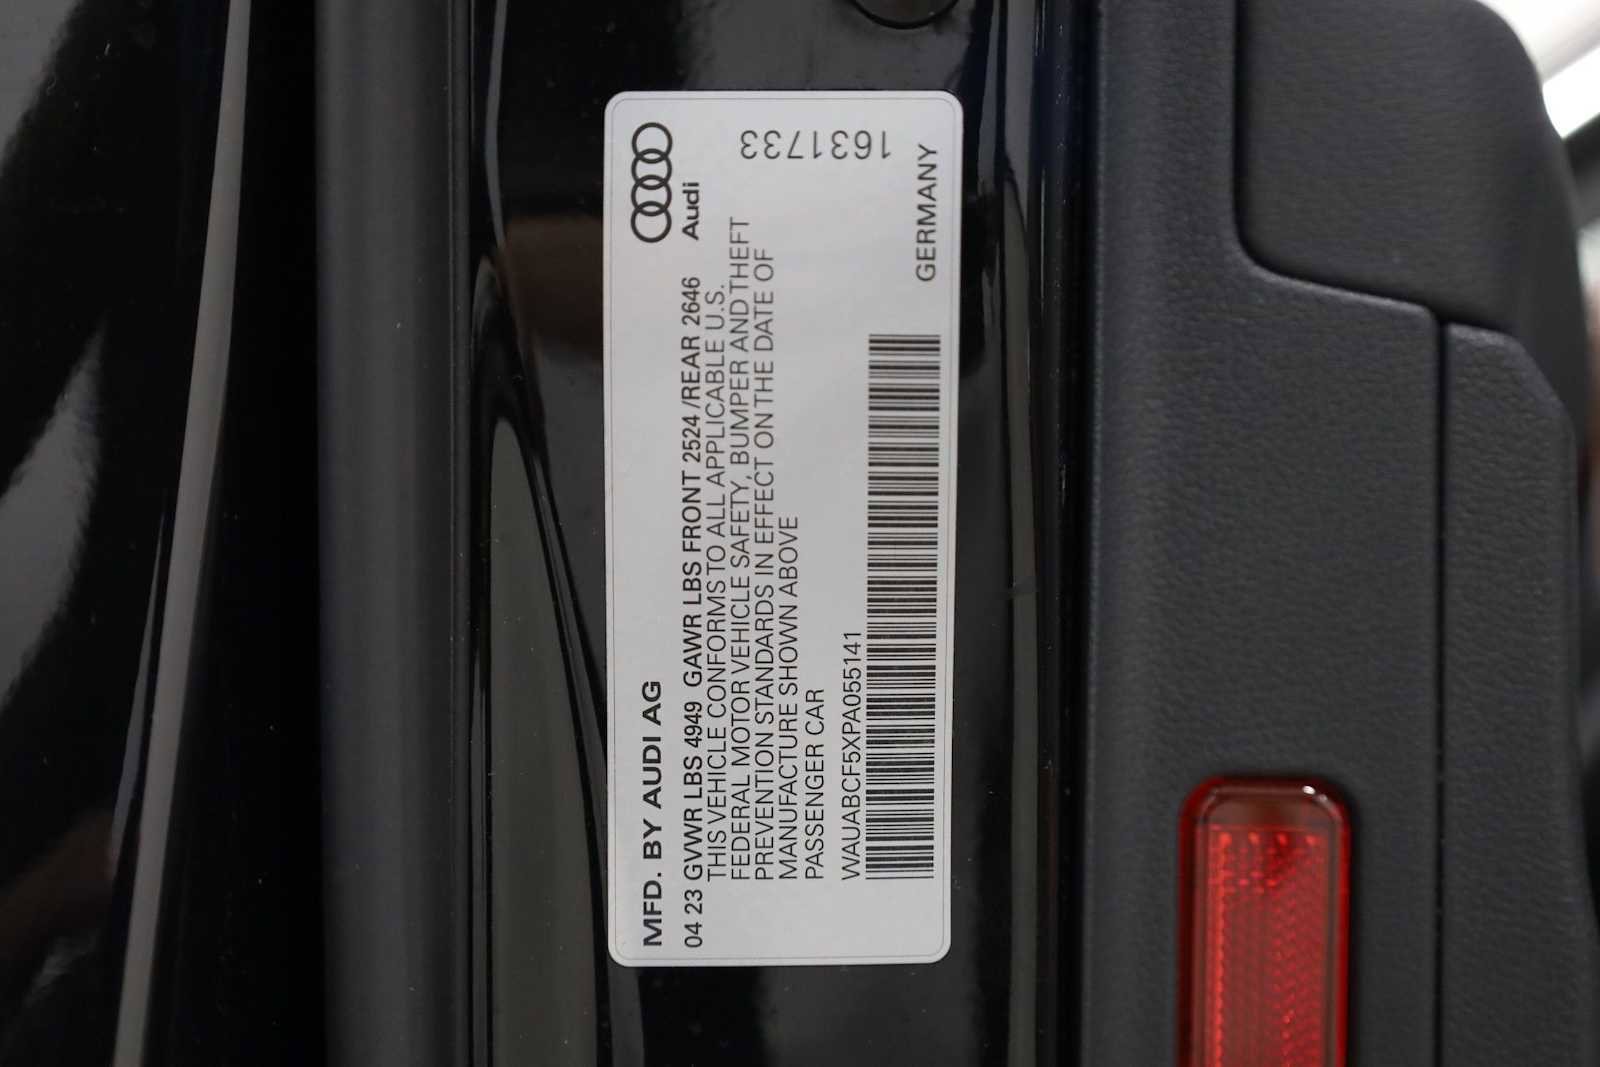 MFD. BY AUDI AG
Audi
04 23 GVWR LBS 4949 GAWR LBS FRONT 2524 /REAR 2646
THIS VEHICLE CONFORMS TO ALL APPLICABLE U.S.
FEDERAL MOTOR VEHICLE SAFETY, BUMPER AND THEFT
PREVENTION STANDARDS IN EFFECT ON THE DATE OF
MANUFACTURE SHOWN ABOVE
PASSENGER CAR
1631733
WAUABCF5XPA055141
GERMANY